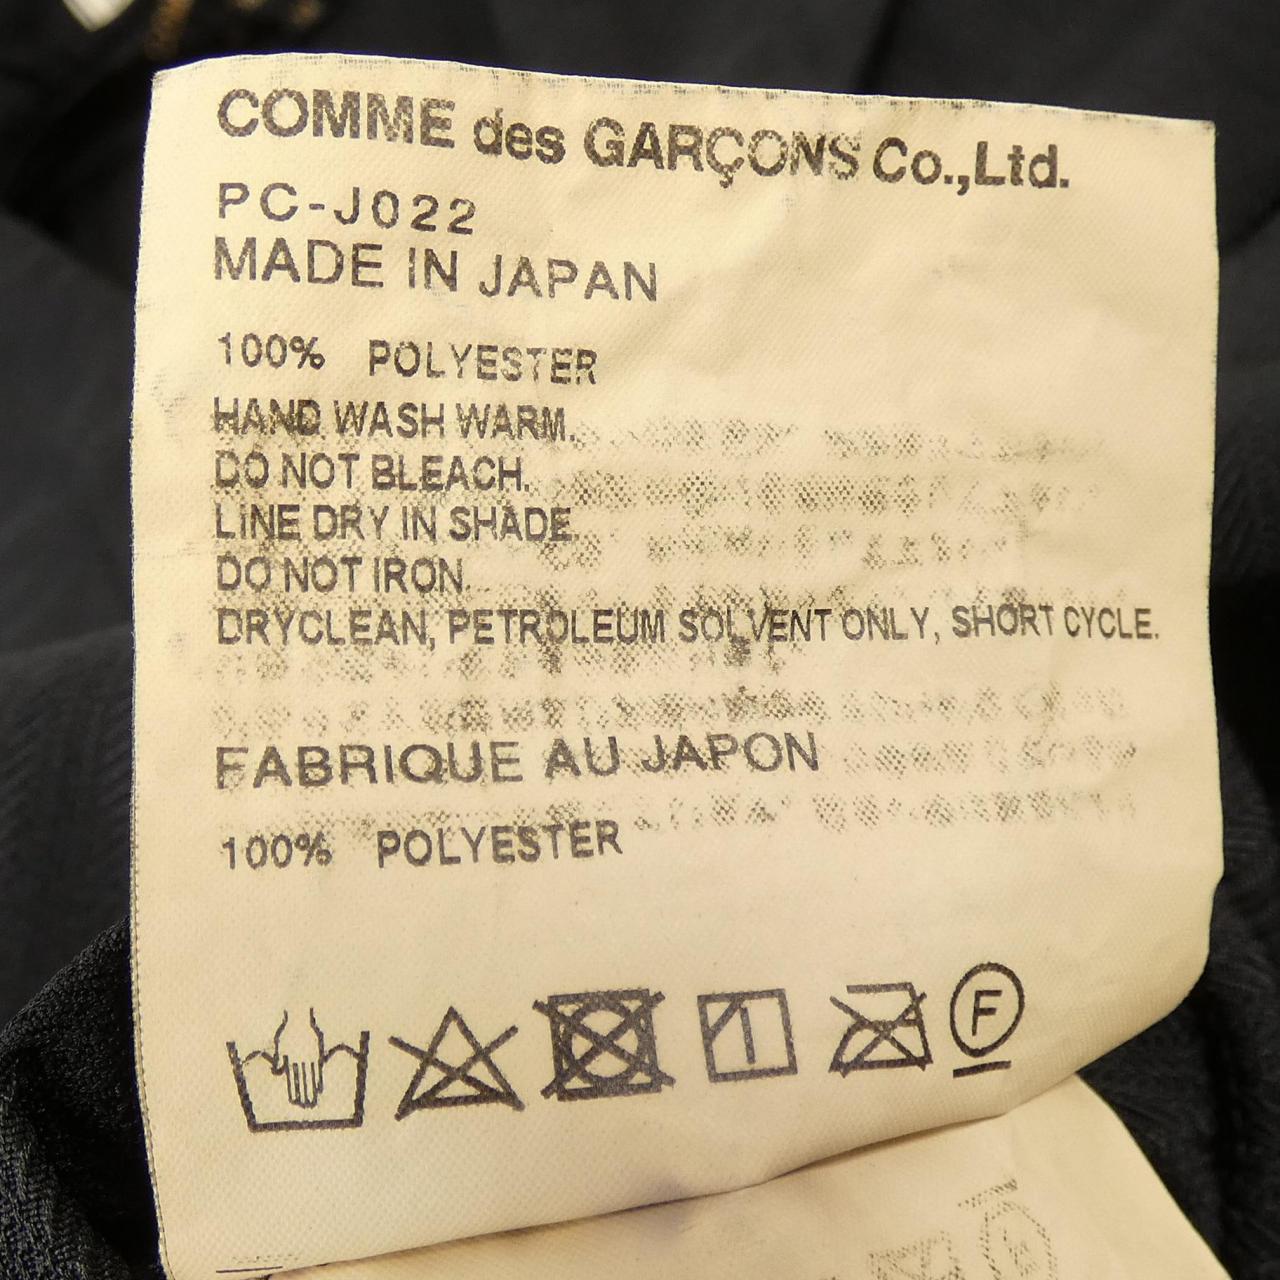 COMME des GARÇONS Co.,Ltd.
PC-J022
MADE IN JAPAN
100% POLYESTER
HAND WASH WARM.
DO NOT BLEACH.
LINE DRY IN SHADE.
DO NOT IRON.
DRYCLEAN, PETROLEUM SOLVENT ONLY, SHORT CYCLE.
FABRIQUE AU JAPON
100% POLYESTER
F